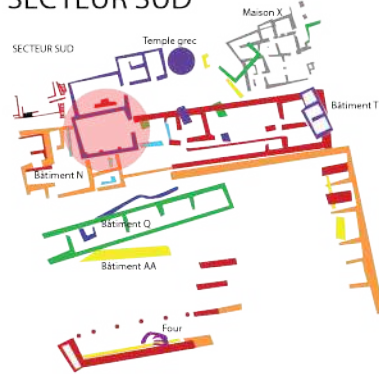 SECTEUR SUD
Maison X
Temple grec
SECTEUR SUD
Bâtiment T
Bâtiment N
Bâtiment Q
Bâtiment AA
Four